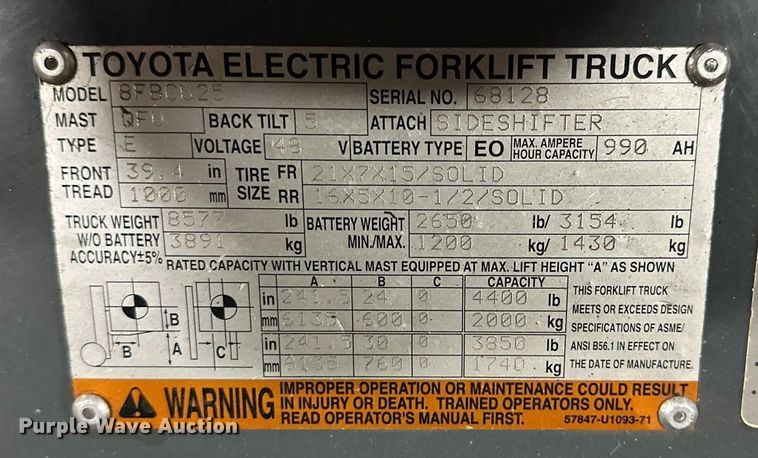 TOYOTA ELECTRIC FORKLIFT TRUCK
MODEL 8FBCU25 SERIAL NO. 68128
MAST QFV BACK TILT 5 ATTACH SIDESHIFTER
TYPE E VOLTAGE 48 V BATTERY TYPE EO MAX. AMPERE HOUR CAPACITY 990 AH
FRONT TREAD 39.4 in TIRE SIZE FR 21X7X15/SOLID
1000 mm RR 16X5X10-1/2/SOLID
TRUCK WEIGHT 8577 lb BATTERY WEIGHT 2650 lb/ 3154 lb
W/O BATTERY 3891 kg MIN./MAX. 1200 kg/ 1430 kg
ACCURACY±5% RATED CAPACITY WITH VERTICAL MAST EQUIPPED AT MAX. LIFT HEIGHT "A" AS SHOWN
A B C CAPACITY
in 241.5 24 0 4400 lb THIS FORKLIFT TRUCK
mm 6135 600 0 2000 kg MEETS OR EXCEEDS DESIGN SPECIFICATIONS OF ASME/
in 241.5 30 0 3850 lb ANSI B56.1 IN EFFECT ON
mm 6135 760 0 1740 kg THE DATE OF MANUFACTURE.
B
B A C
WARNING IMPROPER OPERATION OR MAINTENANCE COULD RESULT
IN INJURY OR DEATH. TRAINED OPERATORS ONLY.
READ OPERATOR'S MANUAL FIRST. 57847-U1093-71
Purple Wave Auction